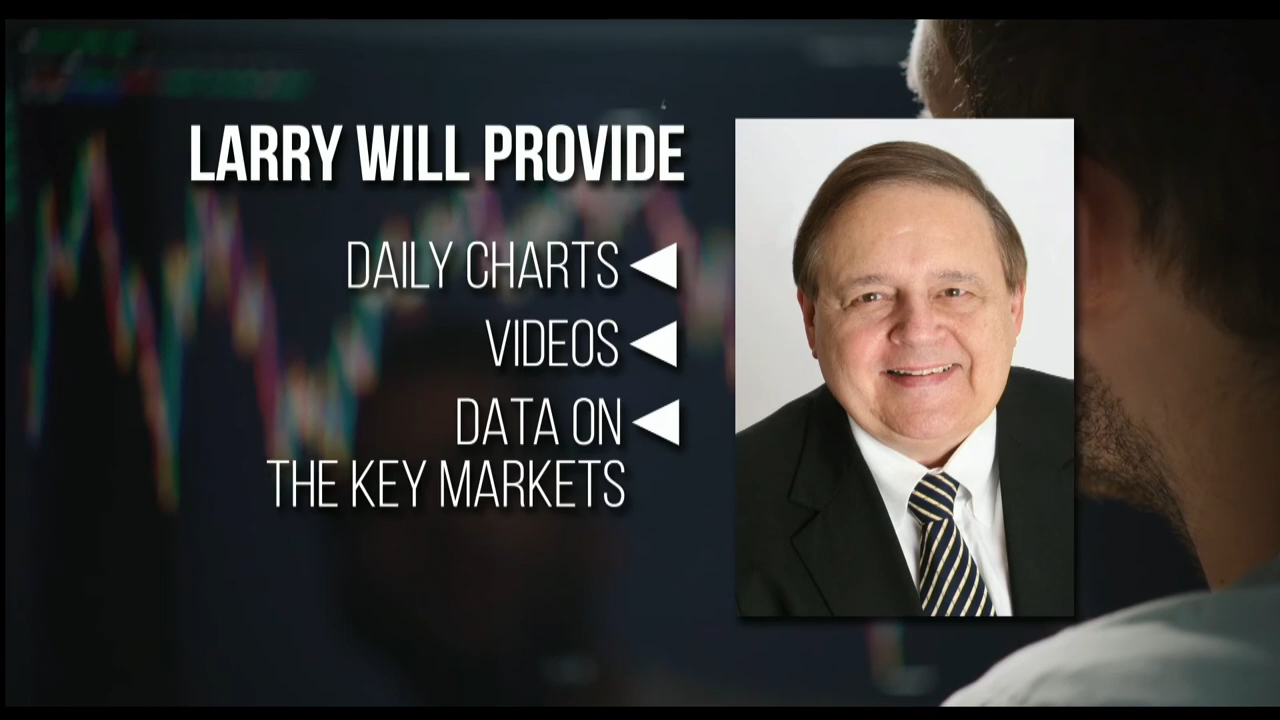 LARRY WILL PROVIDE
DAILY CHARTS
VIDEOS
DATA ON
THE KEY MARKETS